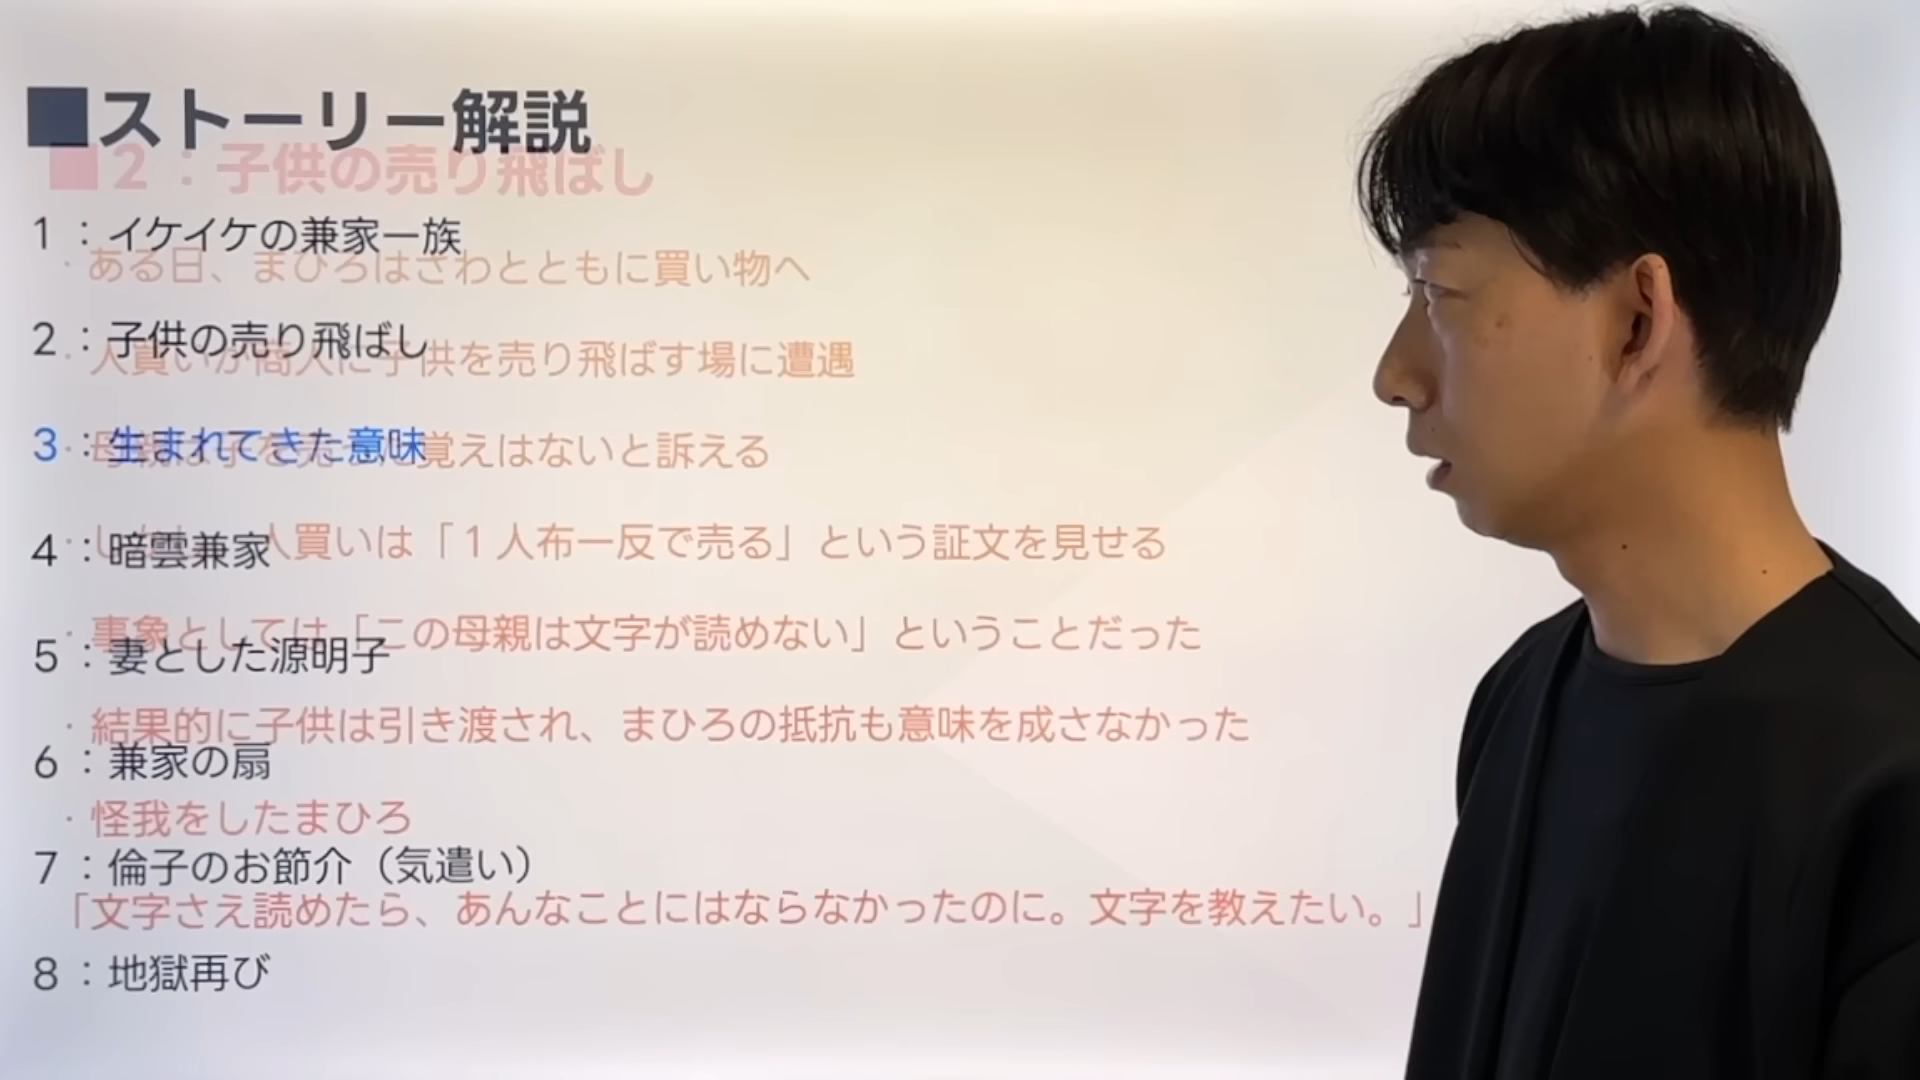 ■ストーリー解説
■2：子供の売り飛ばし
1：イケイケの兼家一族
・ある日、まひろはさわとともに買い物へ
2：子供の売り飛ばし
・人買いが商人に子供を売り飛ばす場に遭遇
3：生まれてきた意味
・母親は子を売った覚えはないと訴える
4：暗雲兼家
人買いは「1人布一反で売る」という証文を見せる
・事象としては「この母親は文字が読めない」ということだった
5：妻とした源明子
・結果的に子供は引き渡され、まひろの抵抗も意味を成さなかった
6：兼家の扇
・怪我をしたまひろ
7：倫子のお節介（気遣い）
「文字さえ読めたら、あんなことにはならなかったのに。文字を教えたい。」
8：地獄再び